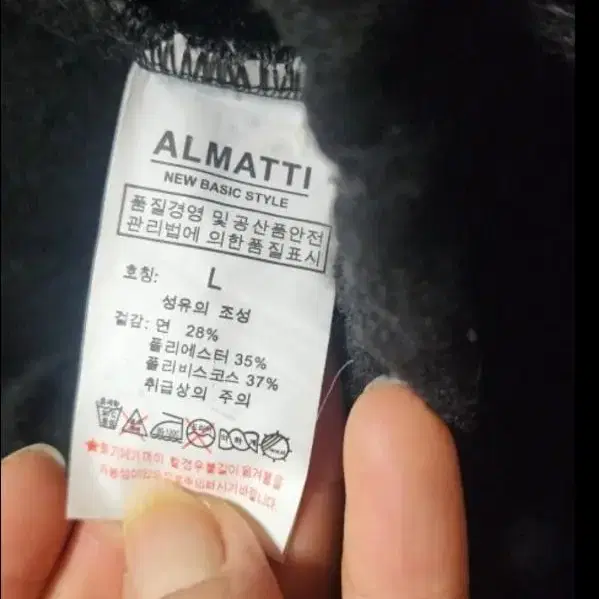 ALMATTI
NEW BASIC STYLE
품질경영 및 공산품안전
관리법에 의한 품질표시
호칭: L
섬유의 조성
겉감: 면 28%
폴리에스터 35%
폴리비스코스 37%
취급상의 주의